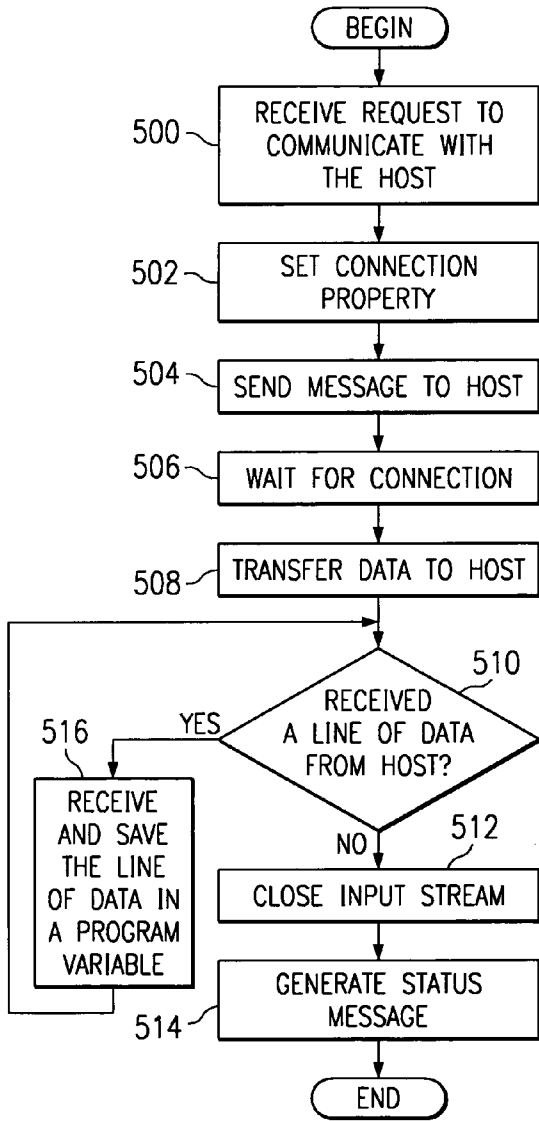 BEGIN
500
RECEIVE REQUEST TO
COMMUNICATE WITH
THE HOST
502
SET CONNECTION
PROPERTY
504
SEND MESSAGE TO HOST
506
WAIT FOR CONNECTION
508
TRANSFER DATA TO HOST
510
RECEIVED
A LINE OF DATA
FROM HOST?
YES
516
RECEIVE
AND SAVE
THE LINE
OF DATA IN
A PROGRAM
VARIABLE
NO
512
CLOSE INPUT STREAM
514
GENERATE STATUS
MESSAGE
END